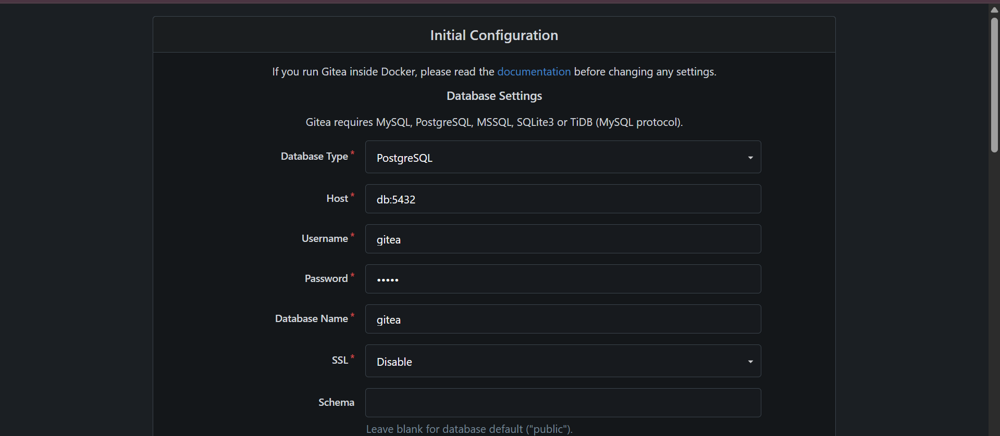 Initial Configuration
If you run Gitea inside Docker, please read the documentation before changing any settings.
Database Settings
Gitea requires MySQL, PostgreSQL, MSSQL, SQLite3 or TiDB (MySQL protocol).
Database Type *
PostgreSQL
Host *
db:5432
Username *
gitea
Password *
•••••
Database Name *
gitea
SSL *
Disable
Schema
Leave blank for database default ("public").